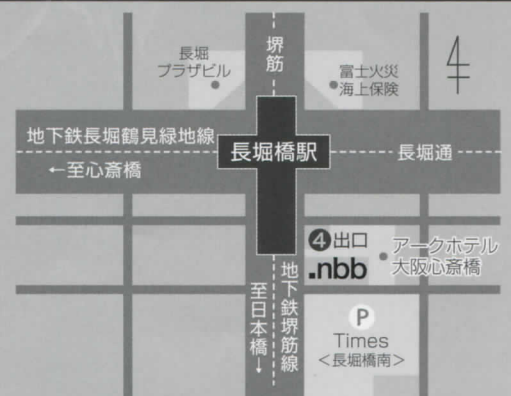 長堀
プラザビル
堺筋
富士火災
海上保険
地下鉄長堀鶴見緑地線
←至心斎橋
長堀橋駅
長堀通
❹出口
.nbb
アークホテル
大阪心斎橋
地下鉄堺筋線
至日本橋→
P
Times
<長堀橋南>